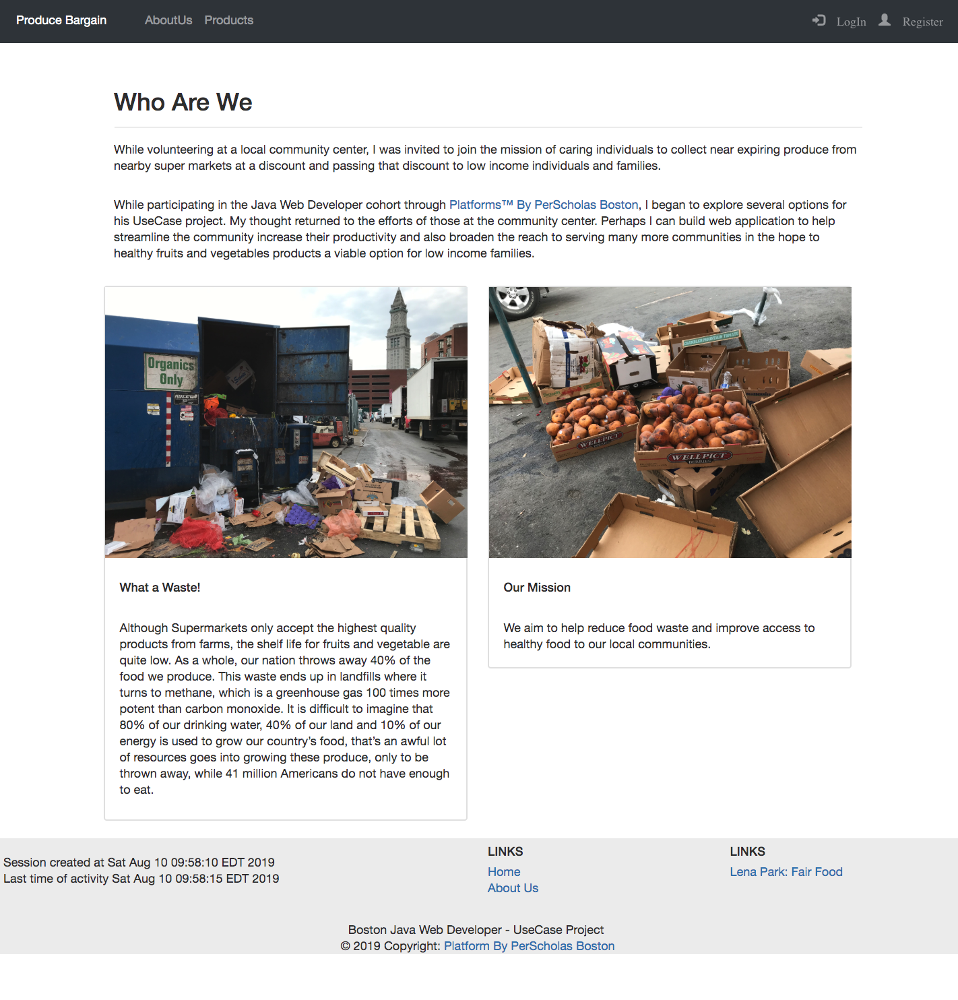 Produce Bargain AboutUs Products LogIn Register
Who Are We
While volunteering at a local community center, I was invited to join the mission of caring individuals to collect near expiring produce from
nearby super markets at a discount and passing that discount to low income individuals and families.
While participating in the Java Web Developer cohort through Platforms™ By PerScholas Boston, I began to explore several options for
his UseCase project. My thought returned to the efforts of those at the community center. Perhaps I can build web application to help
streamline the community increase their productivity and also broaden the reach to serving many more communities in the hope to
healthy fruits and vegetables products a viable option for low income families.
Organics
Only
CHANDLER MOUNTAIN TOMATO
WELLPICT
WELLPICT
BERRIES
What a Waste!
Although Supermarkets only accept the highest quality
products from farms, the shelf life for fruits and vegetable are
quite low. As a whole, our nation throws away 40% of the
food we produce. This waste ends up in landfills where it
turns to methane, which is a greenhouse gas 100 times more
potent than carbon monoxide. It is difficult to imagine that
80% of our drinking water, 40% of our land and 10% of our
energy is used to grow our country’s food, that’s an awful lot
of resources goes into growing these produce, only to be
thrown away, while 41 million Americans do not have enough
to eat.
Our Mission
We aim to help reduce food waste and improve access to
healthy food to our local communities.
Session created at Sat Aug 10 09:58:10 EDT 2019
Last time of activity Sat Aug 10 09:58:15 EDT 2019
LINKS
Home
About Us
LINKS
Lena Park: Fair Food
Boston Java Web Developer - UseCase Project
© 2019 Copyright: Platform By PerScholas Boston